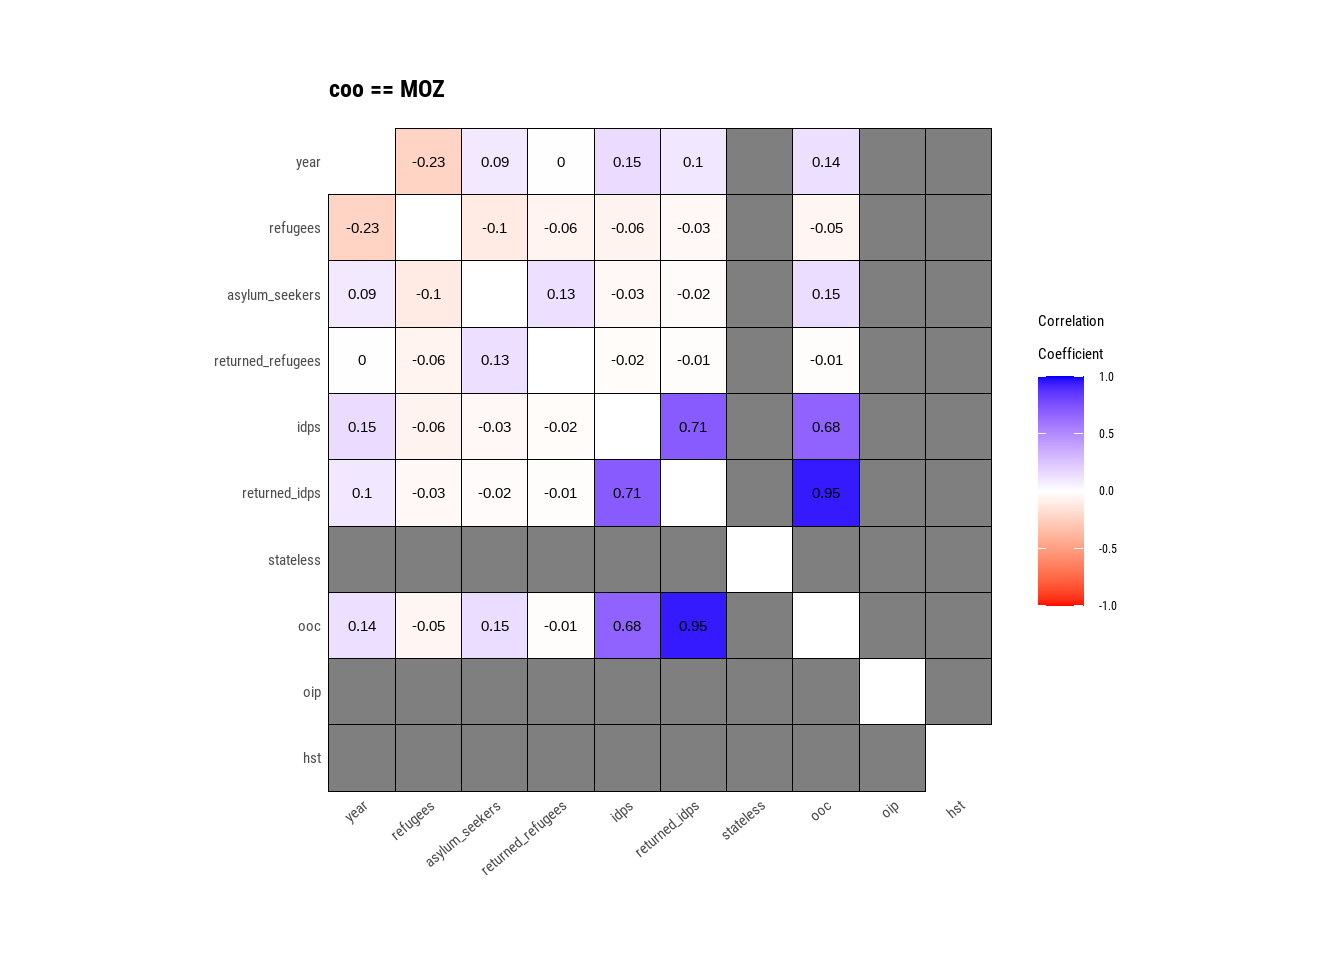 coo == MOZ
year -0.23 0.09 0 0.15 0.1 0.14
refugees -0.23 -0.1 -0.06 -0.06 -0.03 -0.05
asylum_seekers 0.09 -0.1 0.13 -0.03 -0.02 0.15
returned_refugees 0 -0.06 0.13 -0.02 -0.01 -0.01
idps 0.15 -0.06 -0.03 -0.02 0.71 0.68
returned_idps 0.1 -0.03 -0.02 -0.01 0.71 0.95
stateless
ooc 0.14 -0.05 0.15 -0.01 0.68 0.95
oip
hst
year refugees asylum_seekers returned_refugees idps returned_idps stateless ooc oip hst
Correlation
Coefficient
1.0
0.5
0.0
-0.5
-1.0